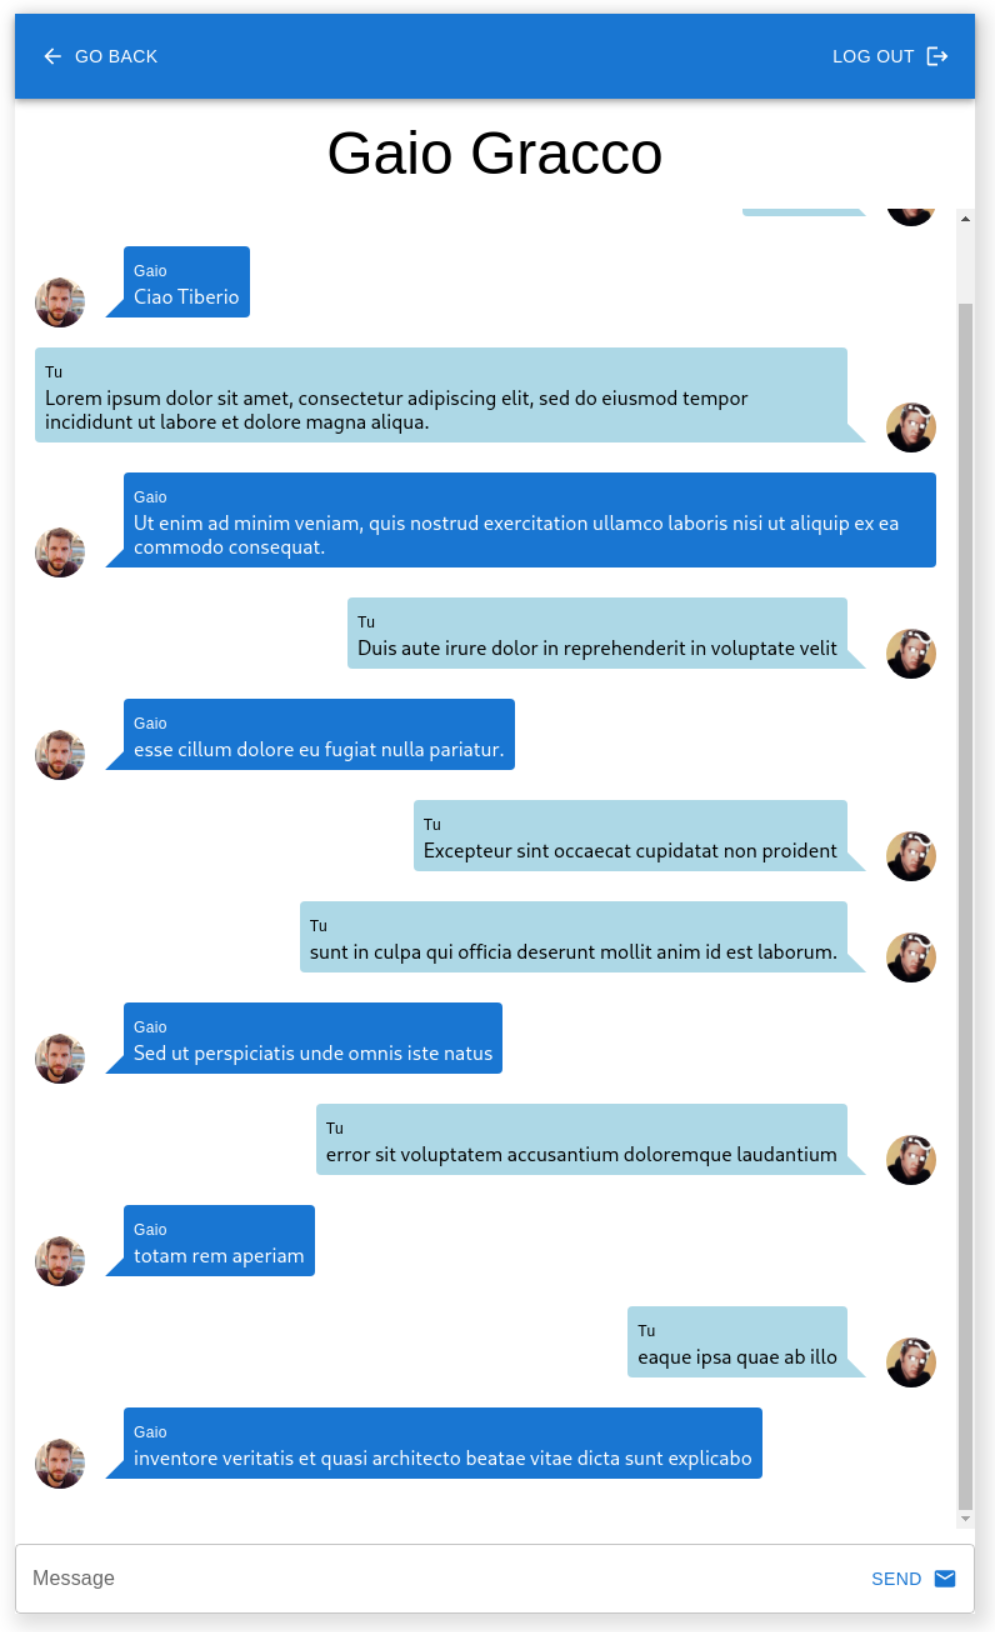 GO BACK
LOG OUT
Gaio Gracco
Gaio
Ciao Tiberio
Tu
Lorem ipsum dolor sit amet, consectetur adipiscing elit, sed do eiusmod tempor
incididunt ut labore et dolore magna aliqua.
Gaio
Ut enim ad minim veniam, quis nostrud exercitation ullamco laboris nisi ut aliquip ex ea
commodo consequat.
Tu
Duis aute irure dolor in reprehenderit in voluptate velit
Gaio
esse cillum dolore eu fugiat nulla pariatur.
Tu
Excepteur sint occaecat cupidatat non proident
Tu
sunt in culpa qui officia deserunt mollit anim id est laborum.
Gaio
Sed ut perspiciatis unde omnis iste natus
Tu
error sit voluptatem accusantium doloremque laudantium
Gaio
totam rem aperiam
Tu
eaque ipsa quae ab illo
Gaio
inventore veritatis et quasi architecto beatae vitae dicta sunt explicabo
Message
SEND